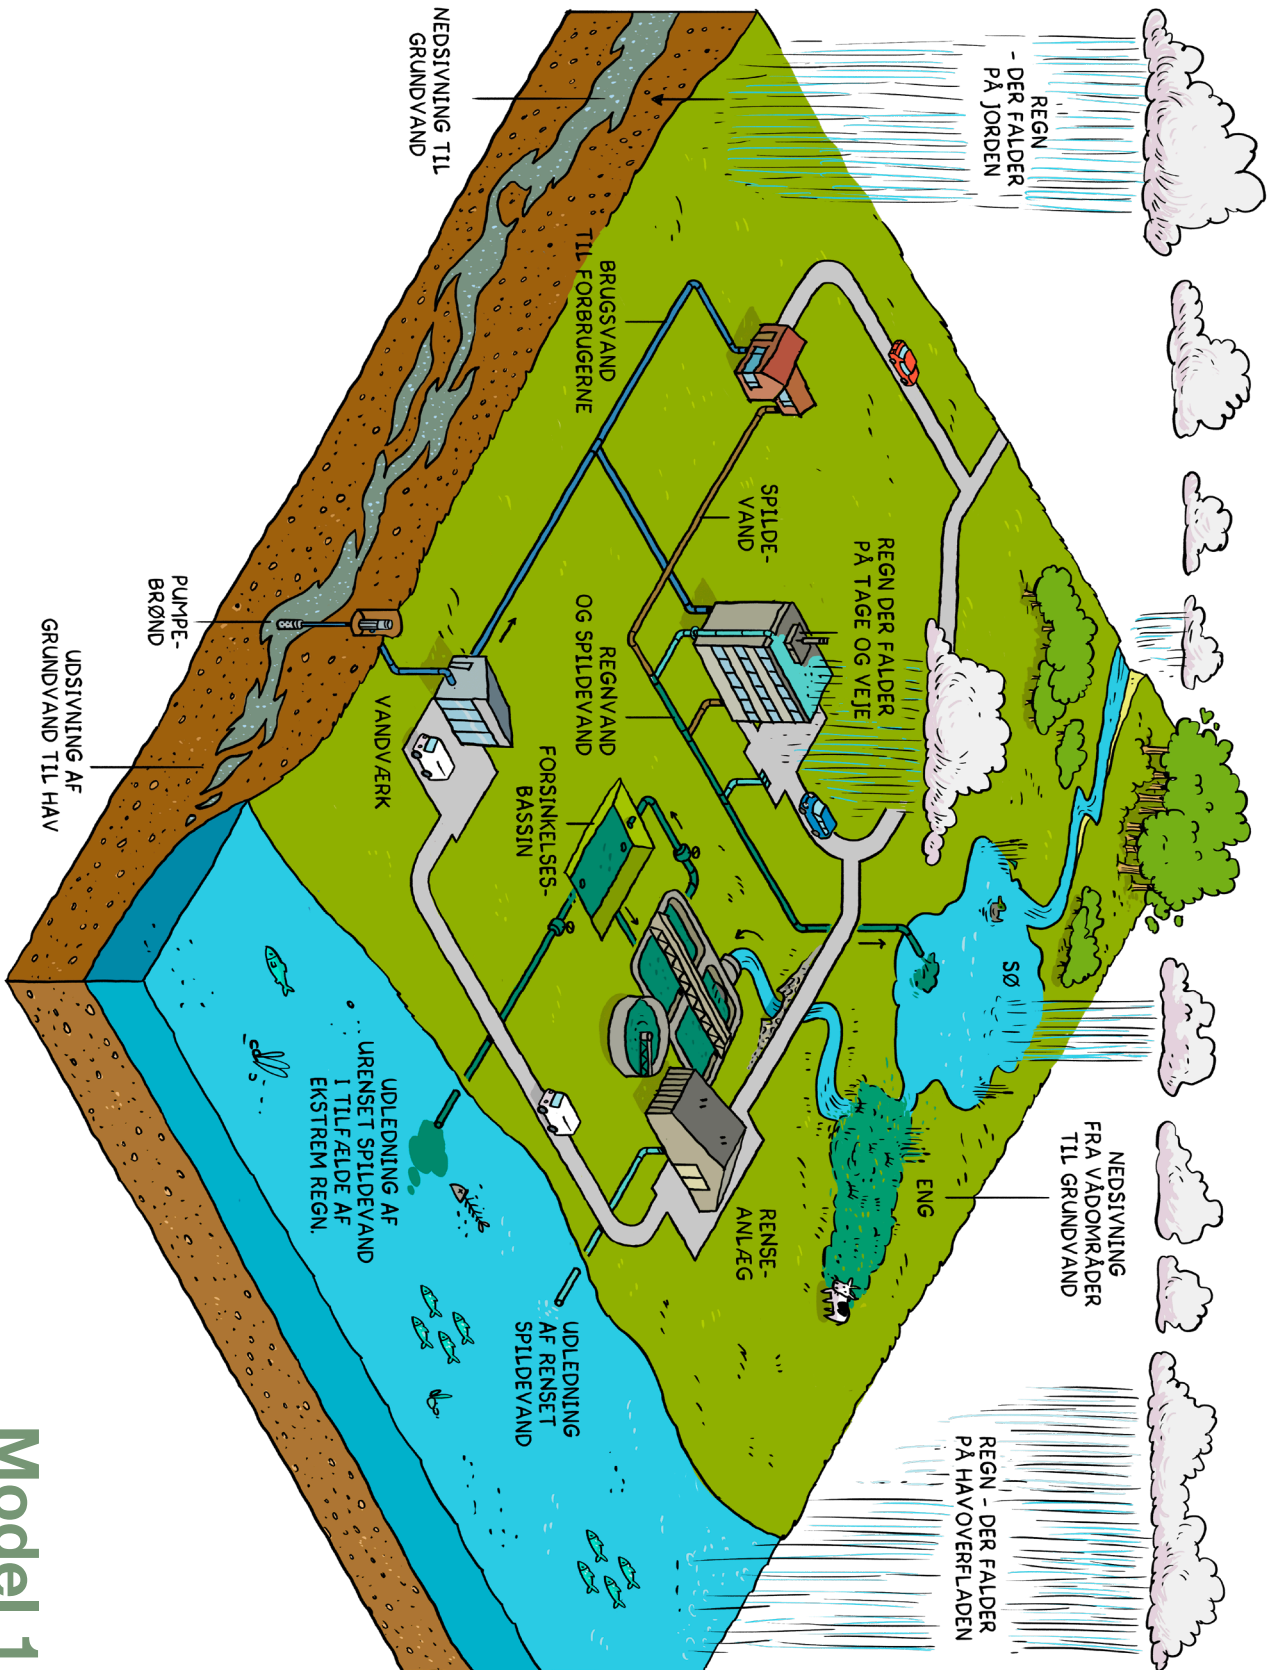 REGN
- DER FALDER
PÅ JORDEN
NEDSIVNING TIL
GRUNDVAND
BRUGSVAND
TIL FORBRUGERNE
SPILDE-
VAND
REGN DER FALDER
PÅ TAGE OG VEJE
REGNVAND
OG SPILDEVAND
PUMPE-
BRØND
UDSIVNING AF
GRUNDVAND TIL HAV
VANDVÆRK
FORSINKELSES-
BASSIN
SØ
NEDSIVNING
FRA VÅDOMRÅDER
TIL GRUNDVAND
ENG
RENSE-
ANLÆG
UDLEDNING AF
URENSET SPILDEVAND
I TILFÆLDE AF
EKSTREM REGN.
UDLEDNING
AF RENSET
SPILDEVAND
REGN - DER FALDER
PÅ HAVOVERFLADEN
Model 1